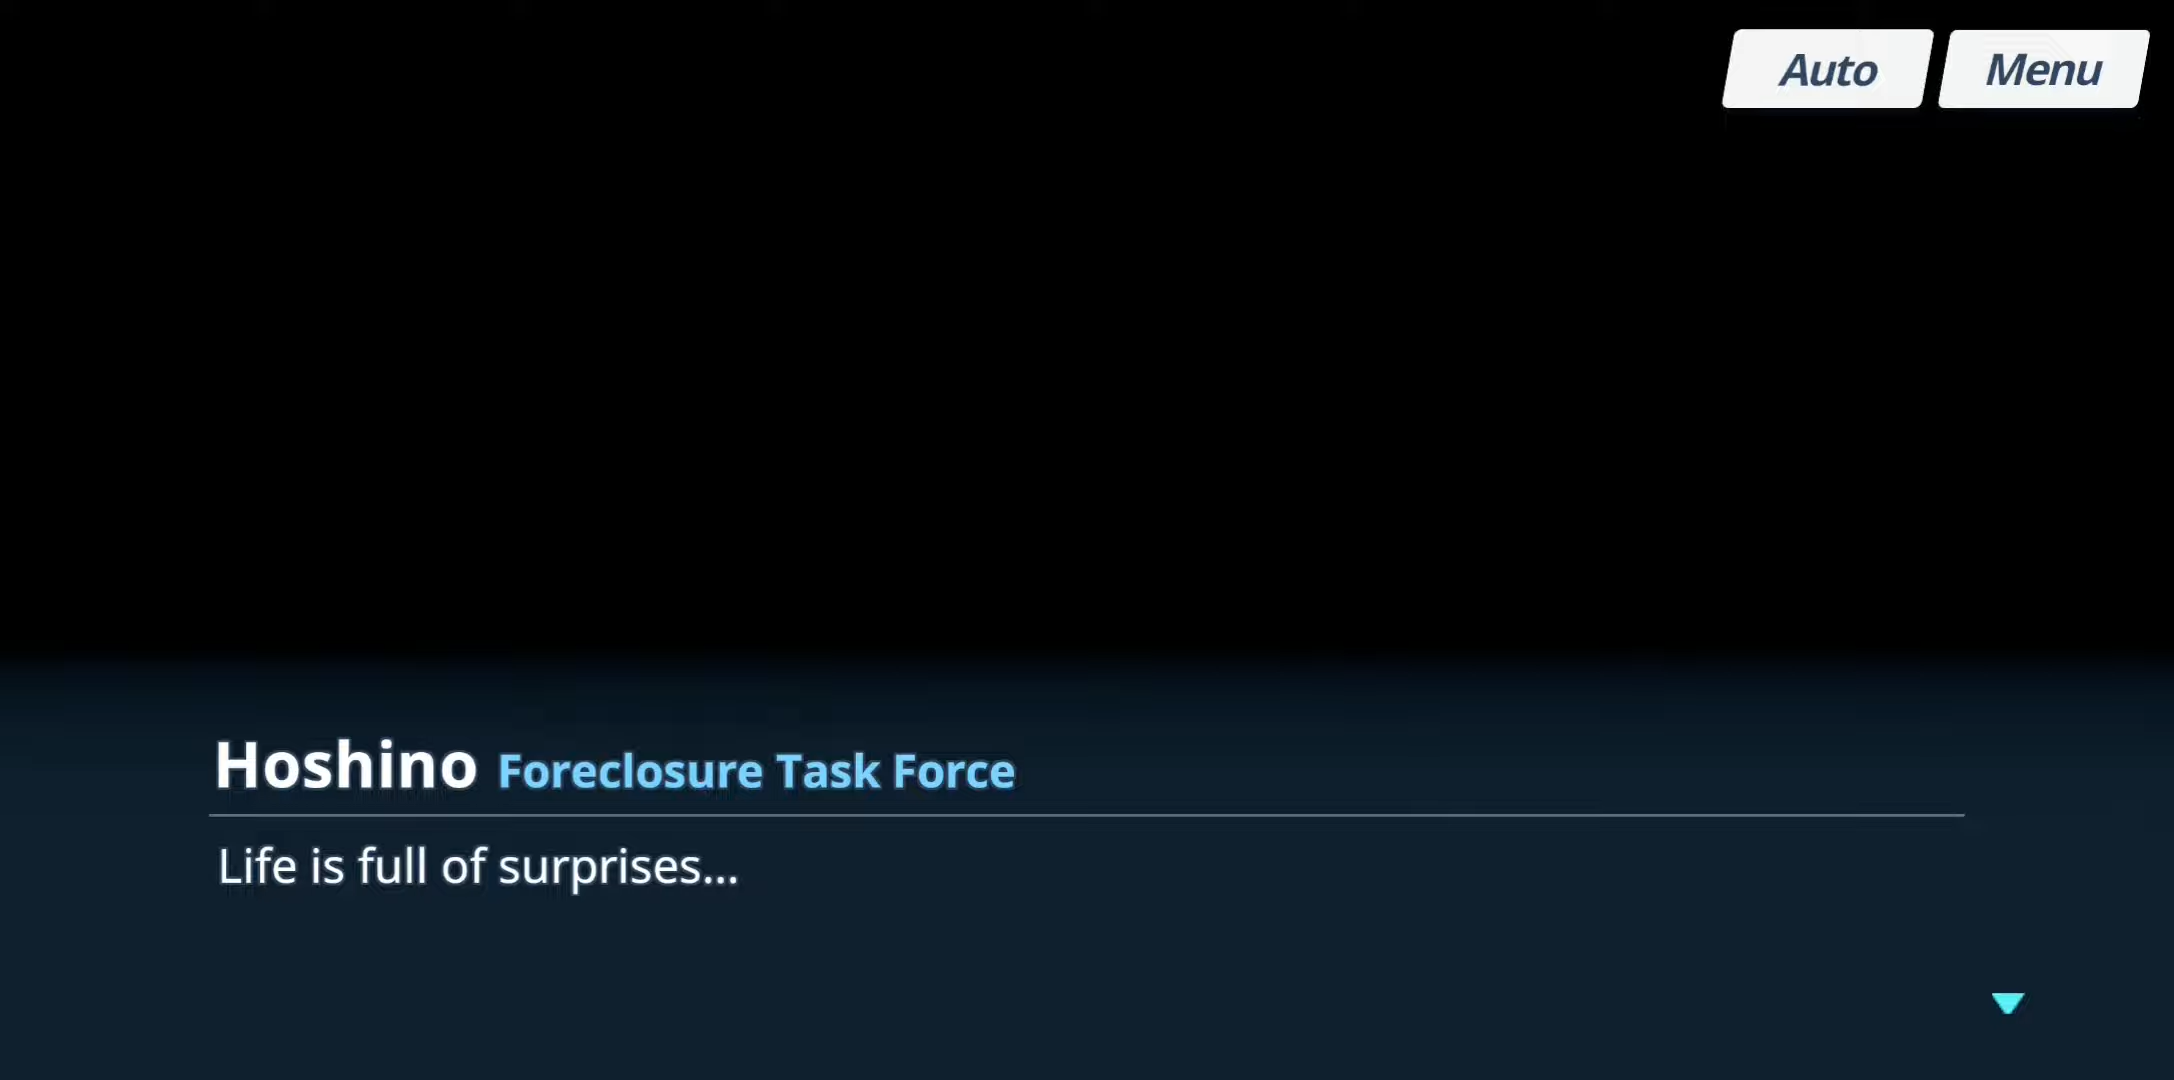 Auto Menu
Hoshino Foreclosure Task Force
Life is full of surprises...